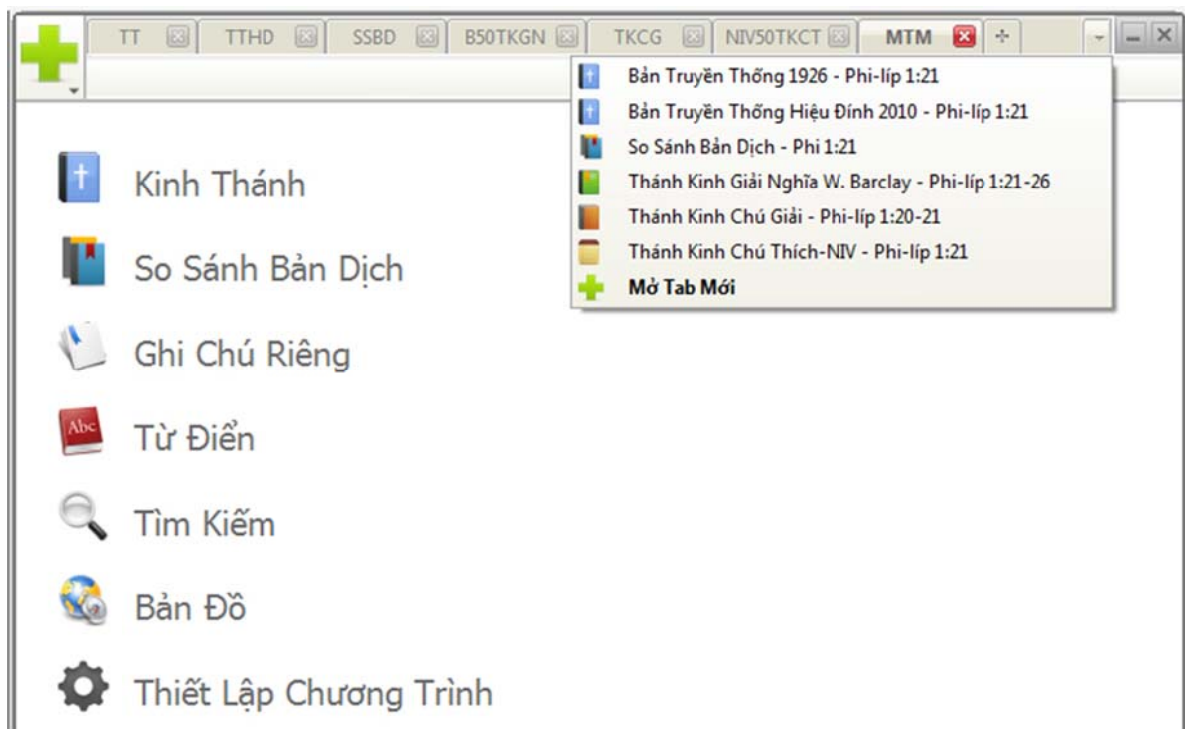 TT TTHD SSBD B50TKGN TKCG NIV50TKCT MTM
Bản Truyền Thống 1926 - Phi-líp 1:21
Bản Truyền Thống Hiệu Đính 2010 - Phi-líp 1:21
So Sánh Bản Dịch - Phi 1:21
Thánh Kinh Giải Nghĩa W. Barclay - Phi-líp 1:21-26
Thánh Kinh Chú Giải - Phi-líp 1:20-21
Thánh Kinh Chú Thích-NIV - Phi-líp 1:21
Mở Tab Mới
Kinh Thánh
So Sánh Bản Dịch
Ghi Chú Riêng
Abc
Từ Điển
Tìm Kiếm
Bản Đồ
Thiết Lập Chương Trình